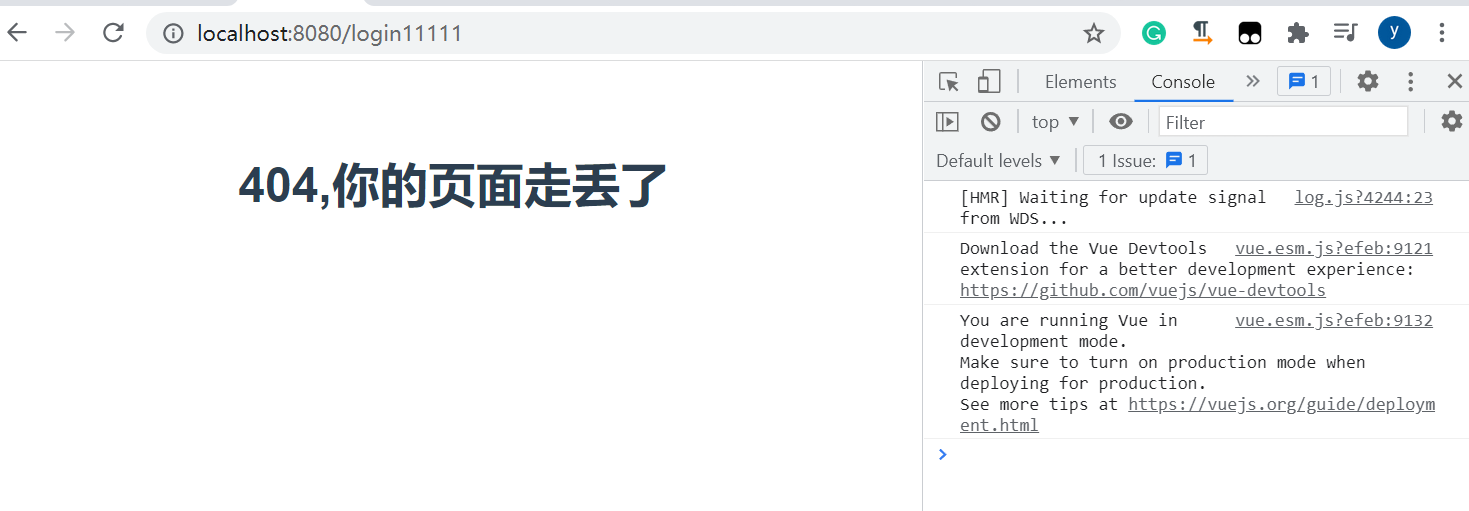 localhost:8080/login11111
y
Elements
Console
1
top
Filter
Default levels
1 Issue:
1
404,你的页面走丢了
[HMR] Waiting for update signal log.js?4244:23
from WDS...
Download the Vue Devtools vue.esm.js?efeb:9121
extension for a better development experience:
https://github.com/vuejs/vue-devtools
You are running Vue in vue.esm.js?efeb:9132
development mode.
Make sure to turn on production mode when
deploying for production.
See more tips at https://vuejs.org/guide/deploym
ent.html